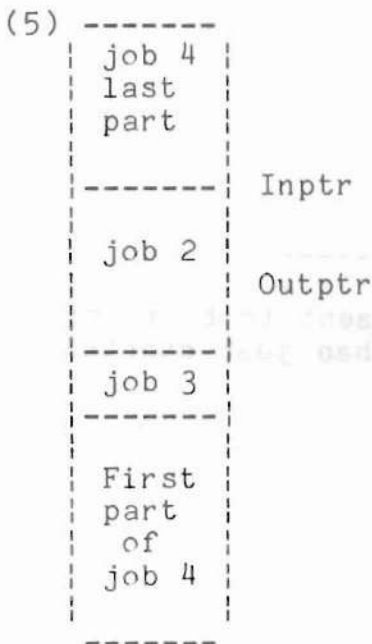 (5)
job 4
last
part
Inptr
job 2
Outptr
job 3
First
part
of
job 4